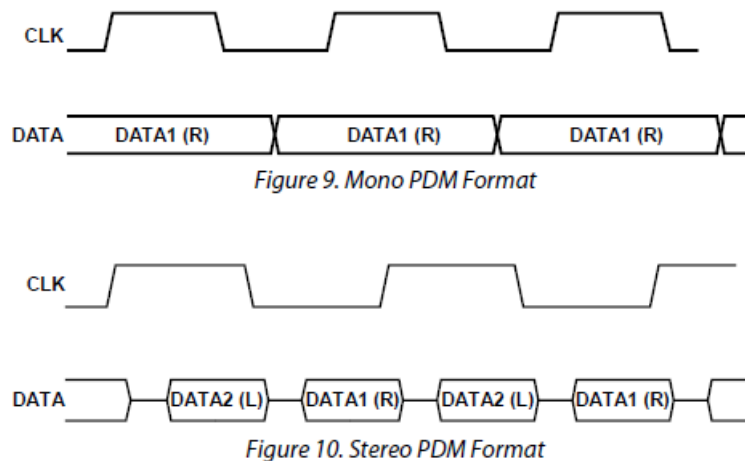 CLK
DATA DATA1 (R) DATA1 (R) DATA1 (R)
Figure 9. Mono PDM Format
CLK
DATA DATA2 (L) DATA1 (R) DATA2 (L) DATA1 (R)
Figure 10. Stereo PDM Format